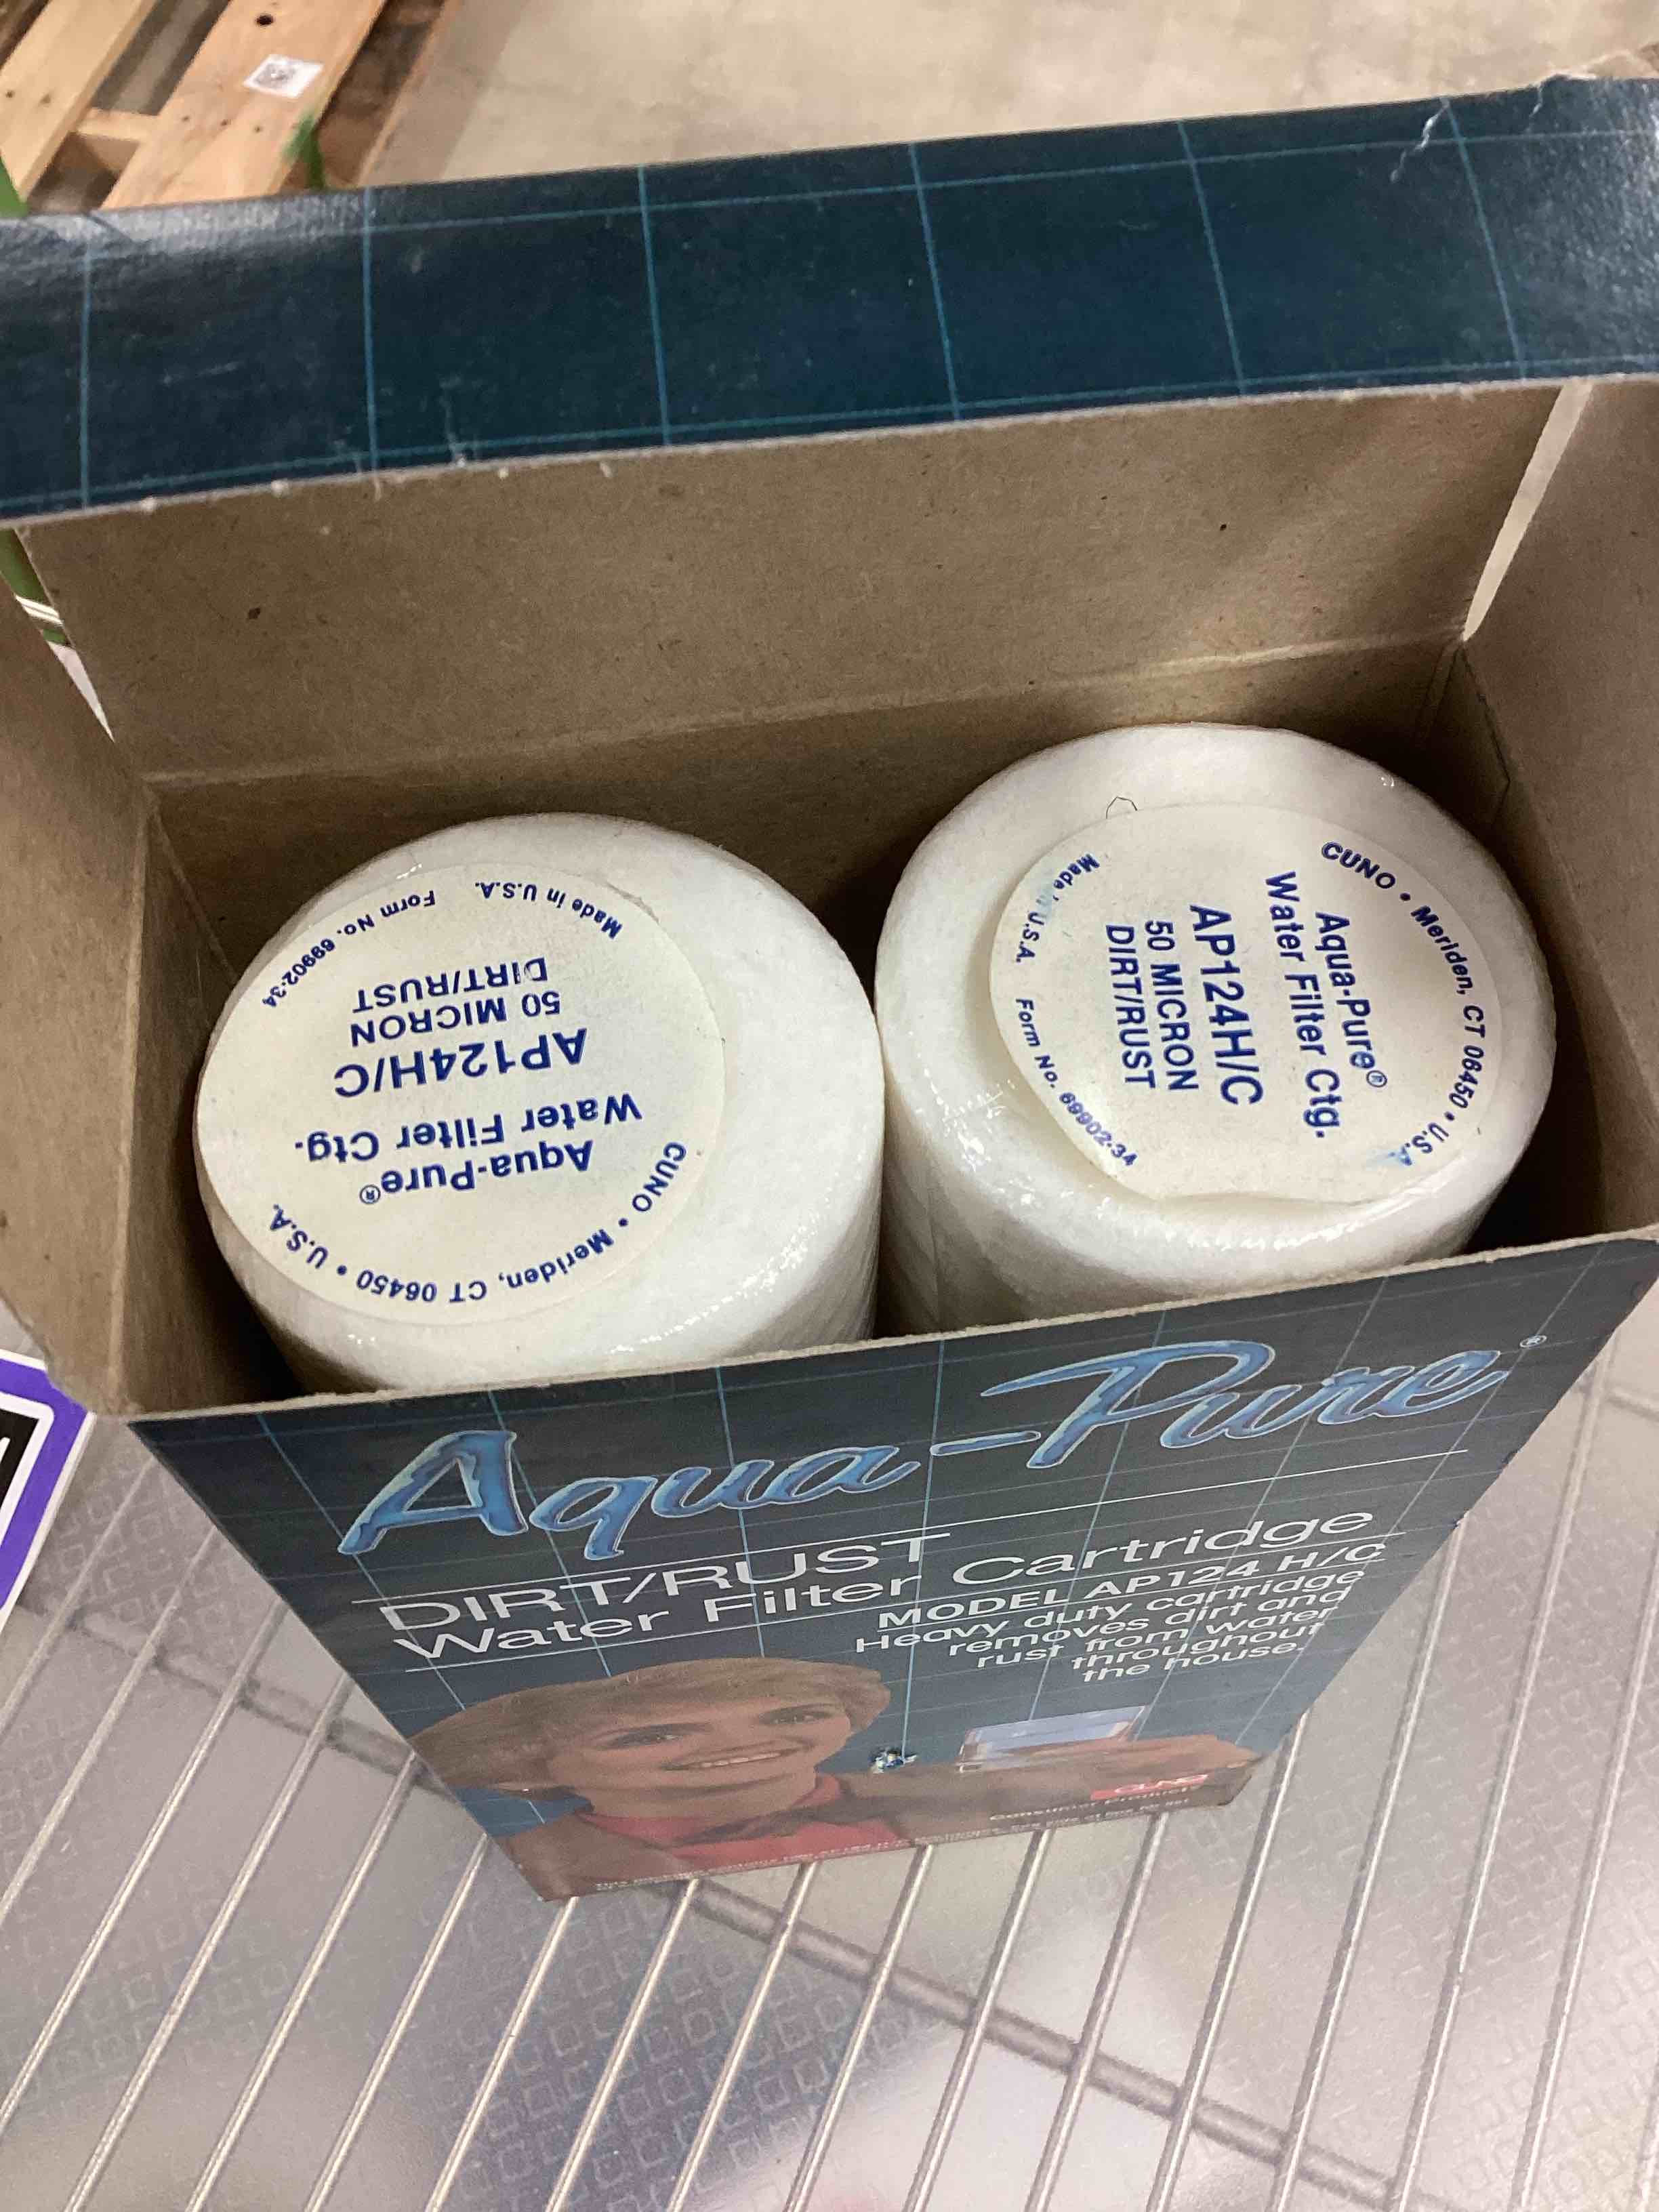 CUNO • Meriden, CT 06450 • U.S.A.
Aqua-Pure®
Water Filter Ctg.
AP124H/C
50 MICRON
DIRT/RUST
Form No. 69902-34
Made in U.S.A.
CUNO • Meriden, CT 06450 • U.S.A
Aqua-Pure®
Water Filter Ctg.
AP124H/C
50 MICRON
DIRT/RUST
Made in U.S.A.
Form No. 69902-34
Aqua-Pure®
DIRT/RUST
Water Filter Cartridge
MODEL AP124 H/C
Heavy duty cartridge
removes dirt and
rust from water
throughout
the house.
CUNO
Consumer Products